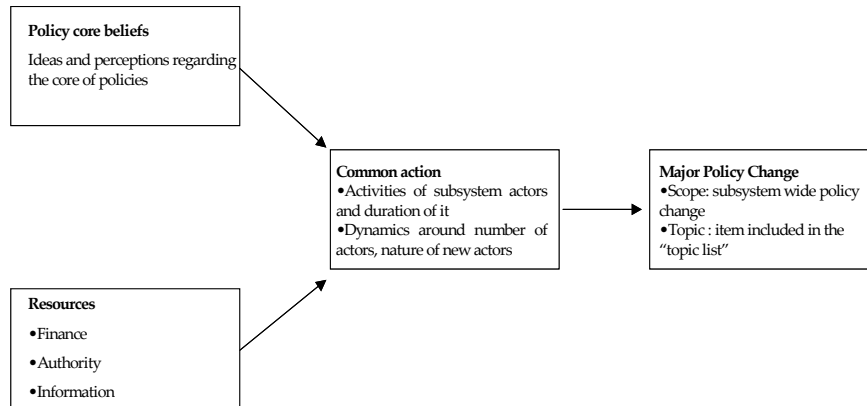 Policy core beliefs
Ideas and perceptions regarding
the core of policies
Common action
•Activities of subsystem actors
and duration of it
•Dynamics around number of
actors, nature of new actors
Major Policy Change
•Scope: subsystem wide policy
change
•Topic : item included in the
“topic list”
Resources
•Finance
•Authority
•Information